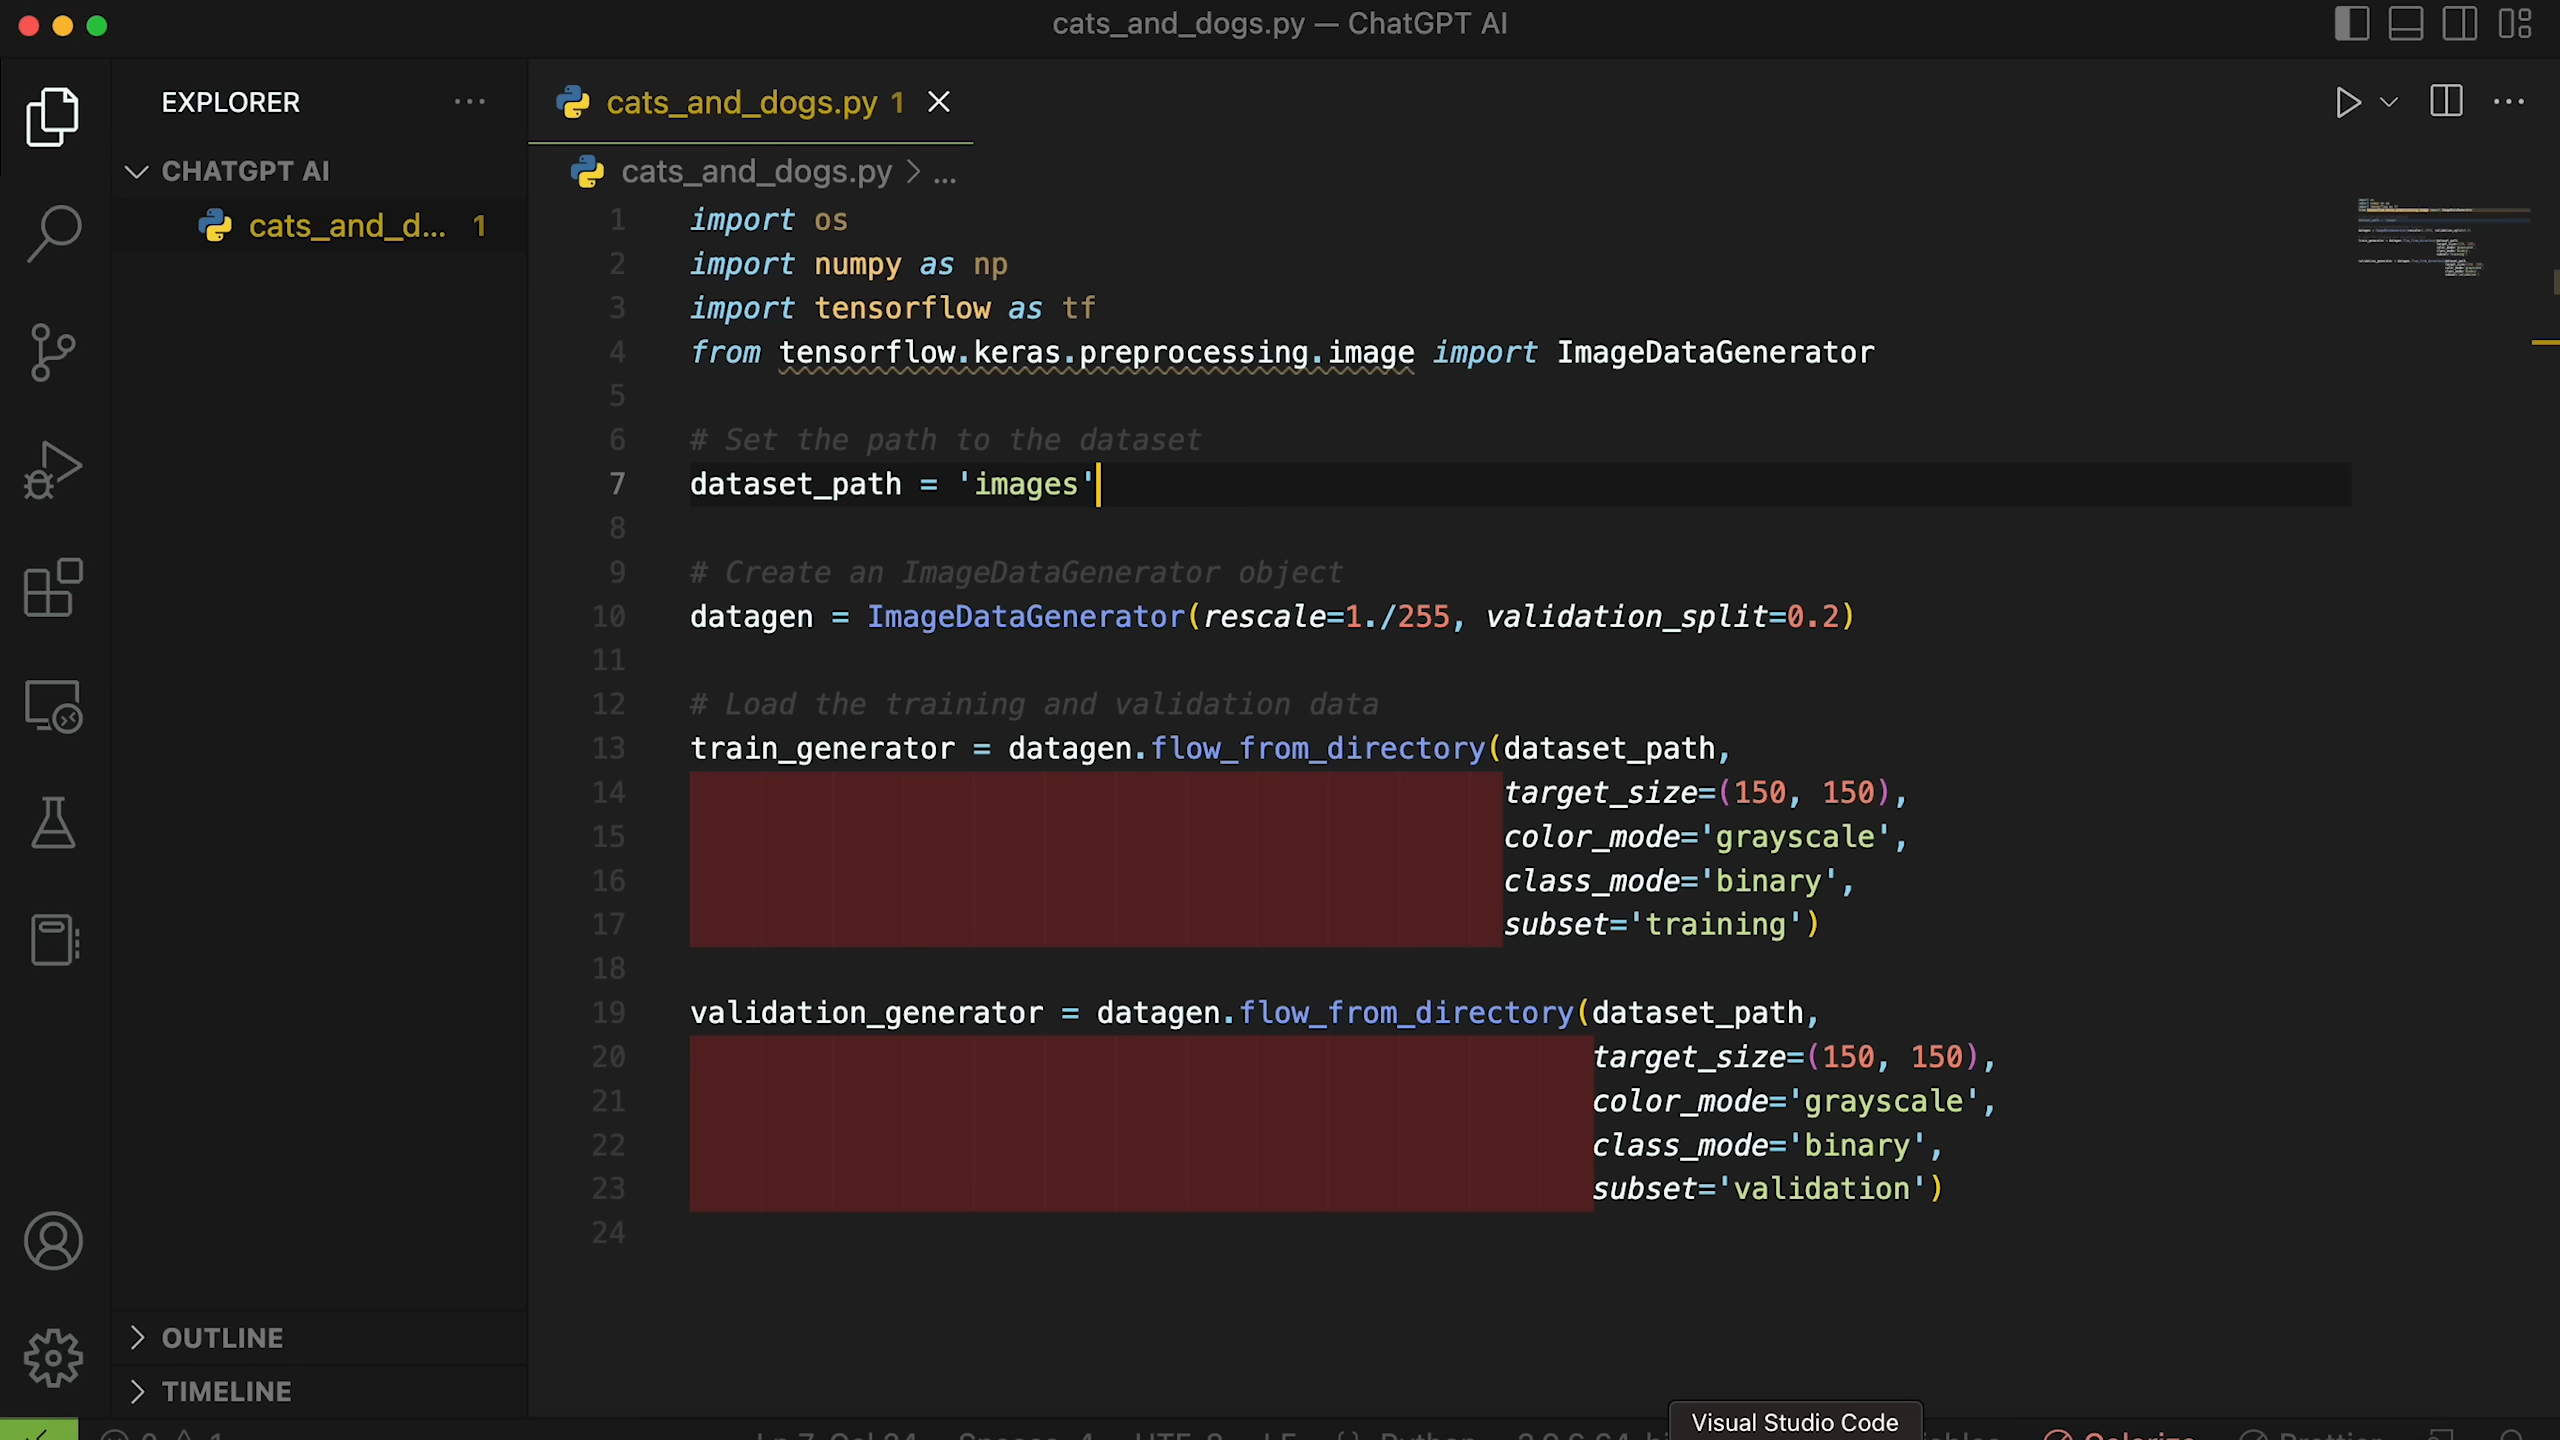 cats_and_dogs.py — ChatGPT AI
EXPLORER
CHATGPT AI
cats_and_d... 1
OUTLINE
TIMELINE
cats_and_dogs.py 1
cats_and_dogs.py > ...
1 import os
2 import numpy as np
3 import tensorflow as tf
4 from tensorflow.keras.preprocessing.image import ImageDataGenerator
5
6 # Set the path to the dataset
7 dataset_path = 'images'
8
9 # Create an ImageDataGenerator object
10 datagen = ImageDataGenerator(rescale=1./255, validation_split=0.2)
11
12 # Load the training and validation data
13 train_generator = datagen.flow_from_directory(dataset_path,
14 target_size=(150, 150),
15 color_mode='grayscale',
16 class_mode='binary',
17 subset='training')
18
19 validation_generator = datagen.flow_from_directory(dataset_path,
20 target_size=(150, 150),
21 color_mode='grayscale',
22 class_mode='binary',
23 subset='validation')
24
Visual Studio Code